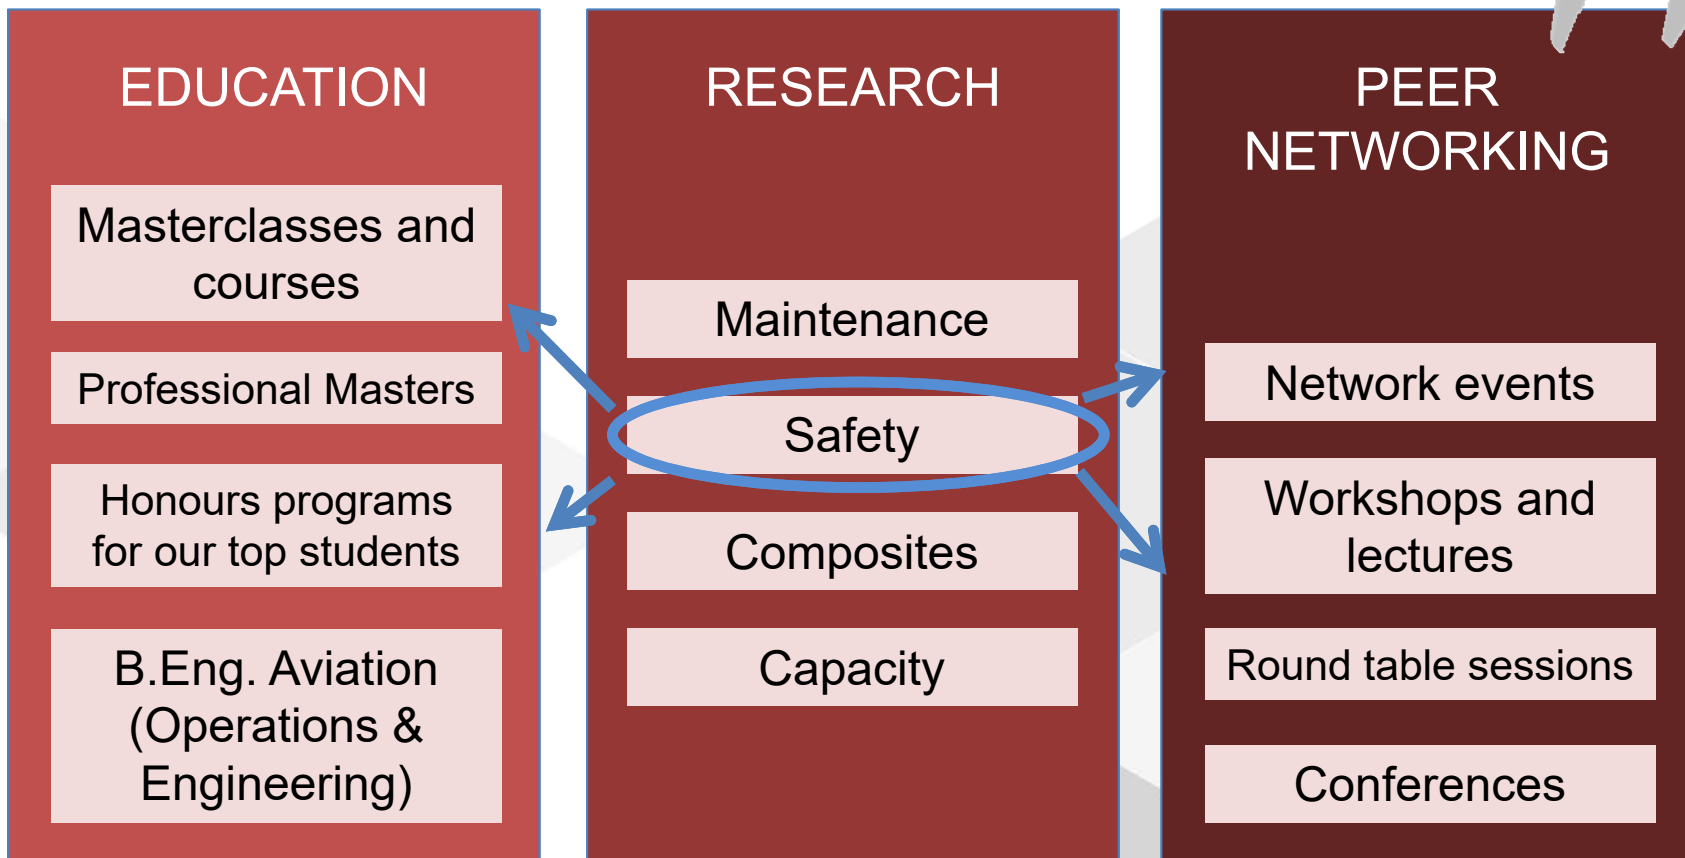 EDUCATION
Masterclasses and
courses
Professional Masters
Honours programs
for our top students
B.Eng. Aviation
(Operations &
Engineering)
RESEARCH
Maintenance
Safety
Composites
Capacity
PEER
NETWORKING
Network events
Workshops and
lectures
Round table sessions
Conferences